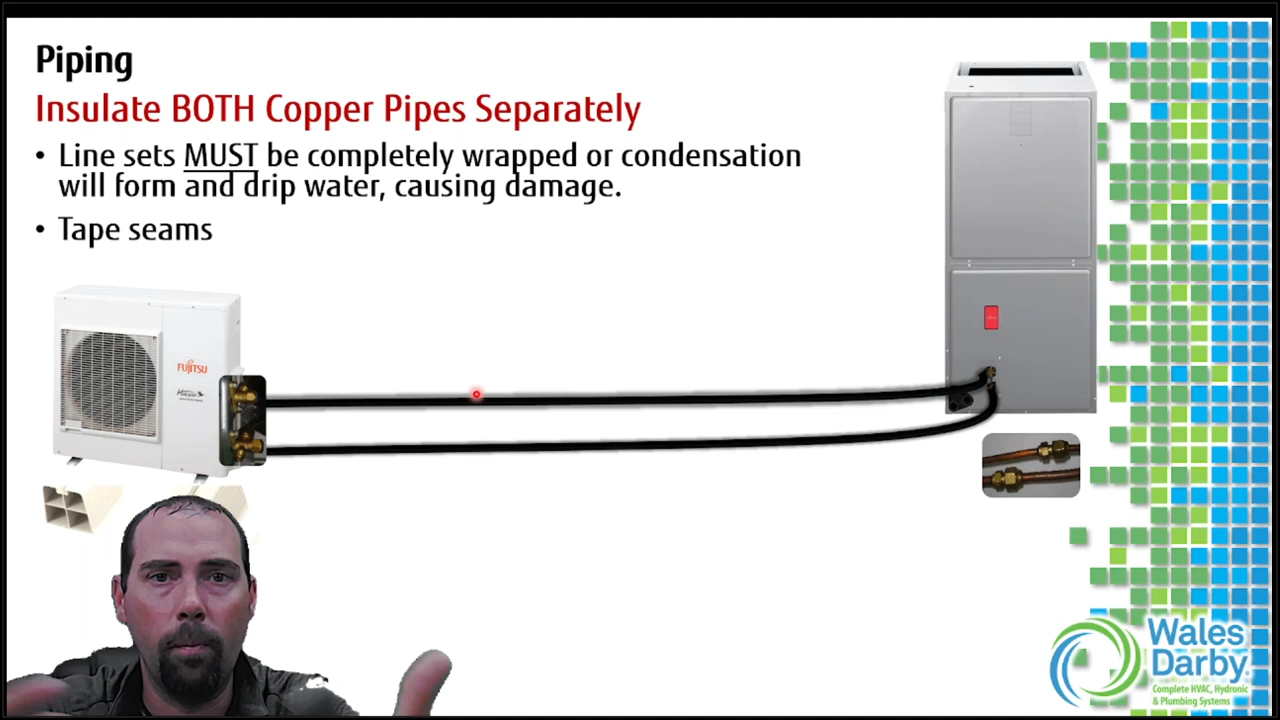 Piping
Insulate BOTH Copper Pipes Separately
• Line sets MUST be completely wrapped or condensation
will form and drip water, causing damage.
• Tape seams
FUJITSU
Wales
Darby
Complete HVAC, Hydronic
& Plumbing Systems